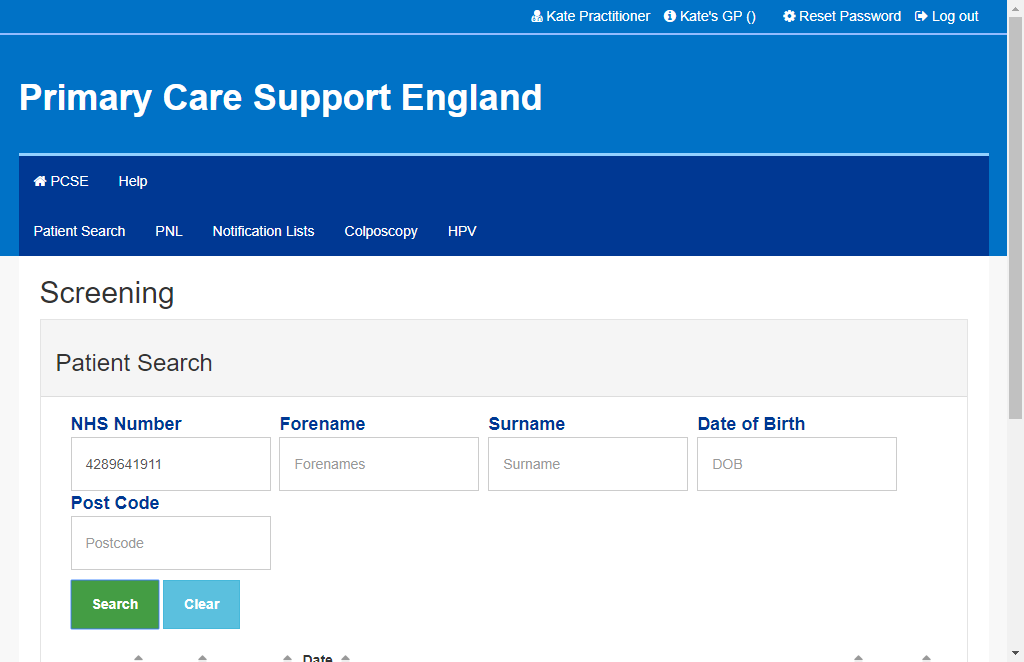 Kate Practitioner Kate's GP () Reset Password Log out
Primary Care Support England
PCSE Help
Patient Search PNL Notification Lists Colposcopy HPV
Screening
Patient Search
NHS Number Forename Surname Date of Birth
4289641911 Forenames Surname DOB
Post Code
Postcode
Search Clear
Date